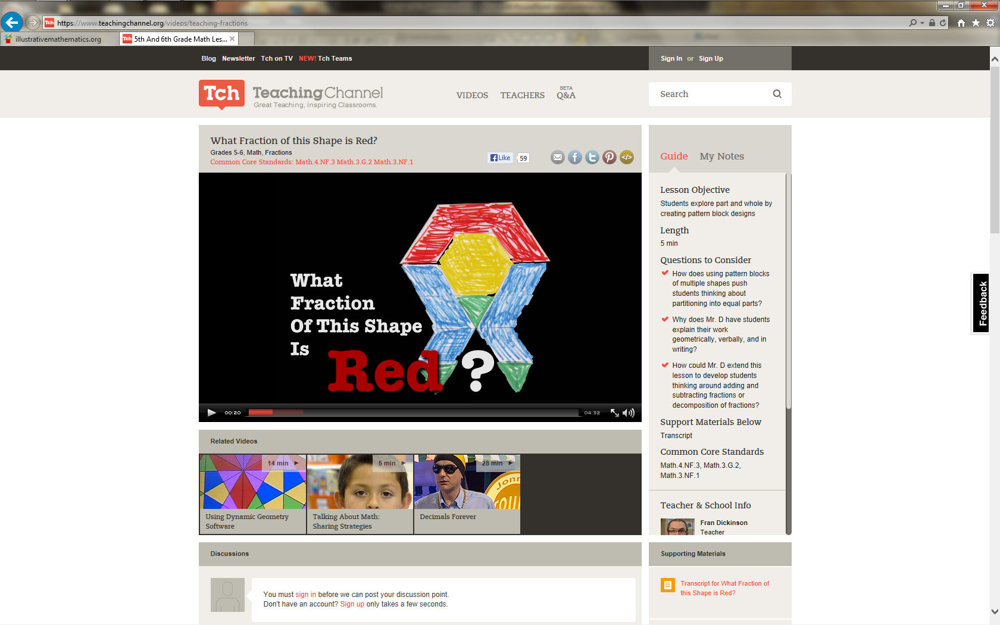 https://www.teachingchannel.org/videos/teaching-fractions
illustrativemathematics.org
Tch 5th And 6th Grade Math Les...
Blog Newsletter Tch on TV NEW! Tch Teams
Sign In or Sign Up
Tch TeachingChannel
Great Teaching, Inspiring Classrooms.
VIDEOS TEACHERS BETA Q&A
Search
What Fraction of this Shape is Red?
Grades 5-6, Math, Fractions
Common Core Standards: Math.4.NF.3 Math.3.G.2 Math.3.NF.1
Like 59
Guide My Notes
What
Fraction
Of This Shape
Is
Red ?
00:20 04:32
Lesson Objective
Students explore part and whole by
creating pattern block designs
Length
5 min
Questions to Consider
How does using pattern blocks
of multiple shapes push
students thinking about
partitioning into equal parts?
Why does Mr. D have students
explain their work
geometrically, verbally, and in
writing?
How could Mr. D extend this
lesson to develop students
thinking around adding and
subtracting fractions or
decomposition of fractions?
Support Materials Below
Transcript
Common Core Standards
Math.4.NF.3, Math.3.G.2,
Math.3.NF.1
Teacher & School Info
Fran Dickinson
Teacher
Feedback
Related Videos
14 min
Using Dynamic Geometry
Software
5 min
Talking About Math:
Sharing Strategies
28 min
Decimals Forever
Discussions
You must sign in before we can post your discussion point.
Don't have an account? Sign up only takes a few seconds.
Supporting Materials
Transcript for What Fraction of
this Shape is Red?